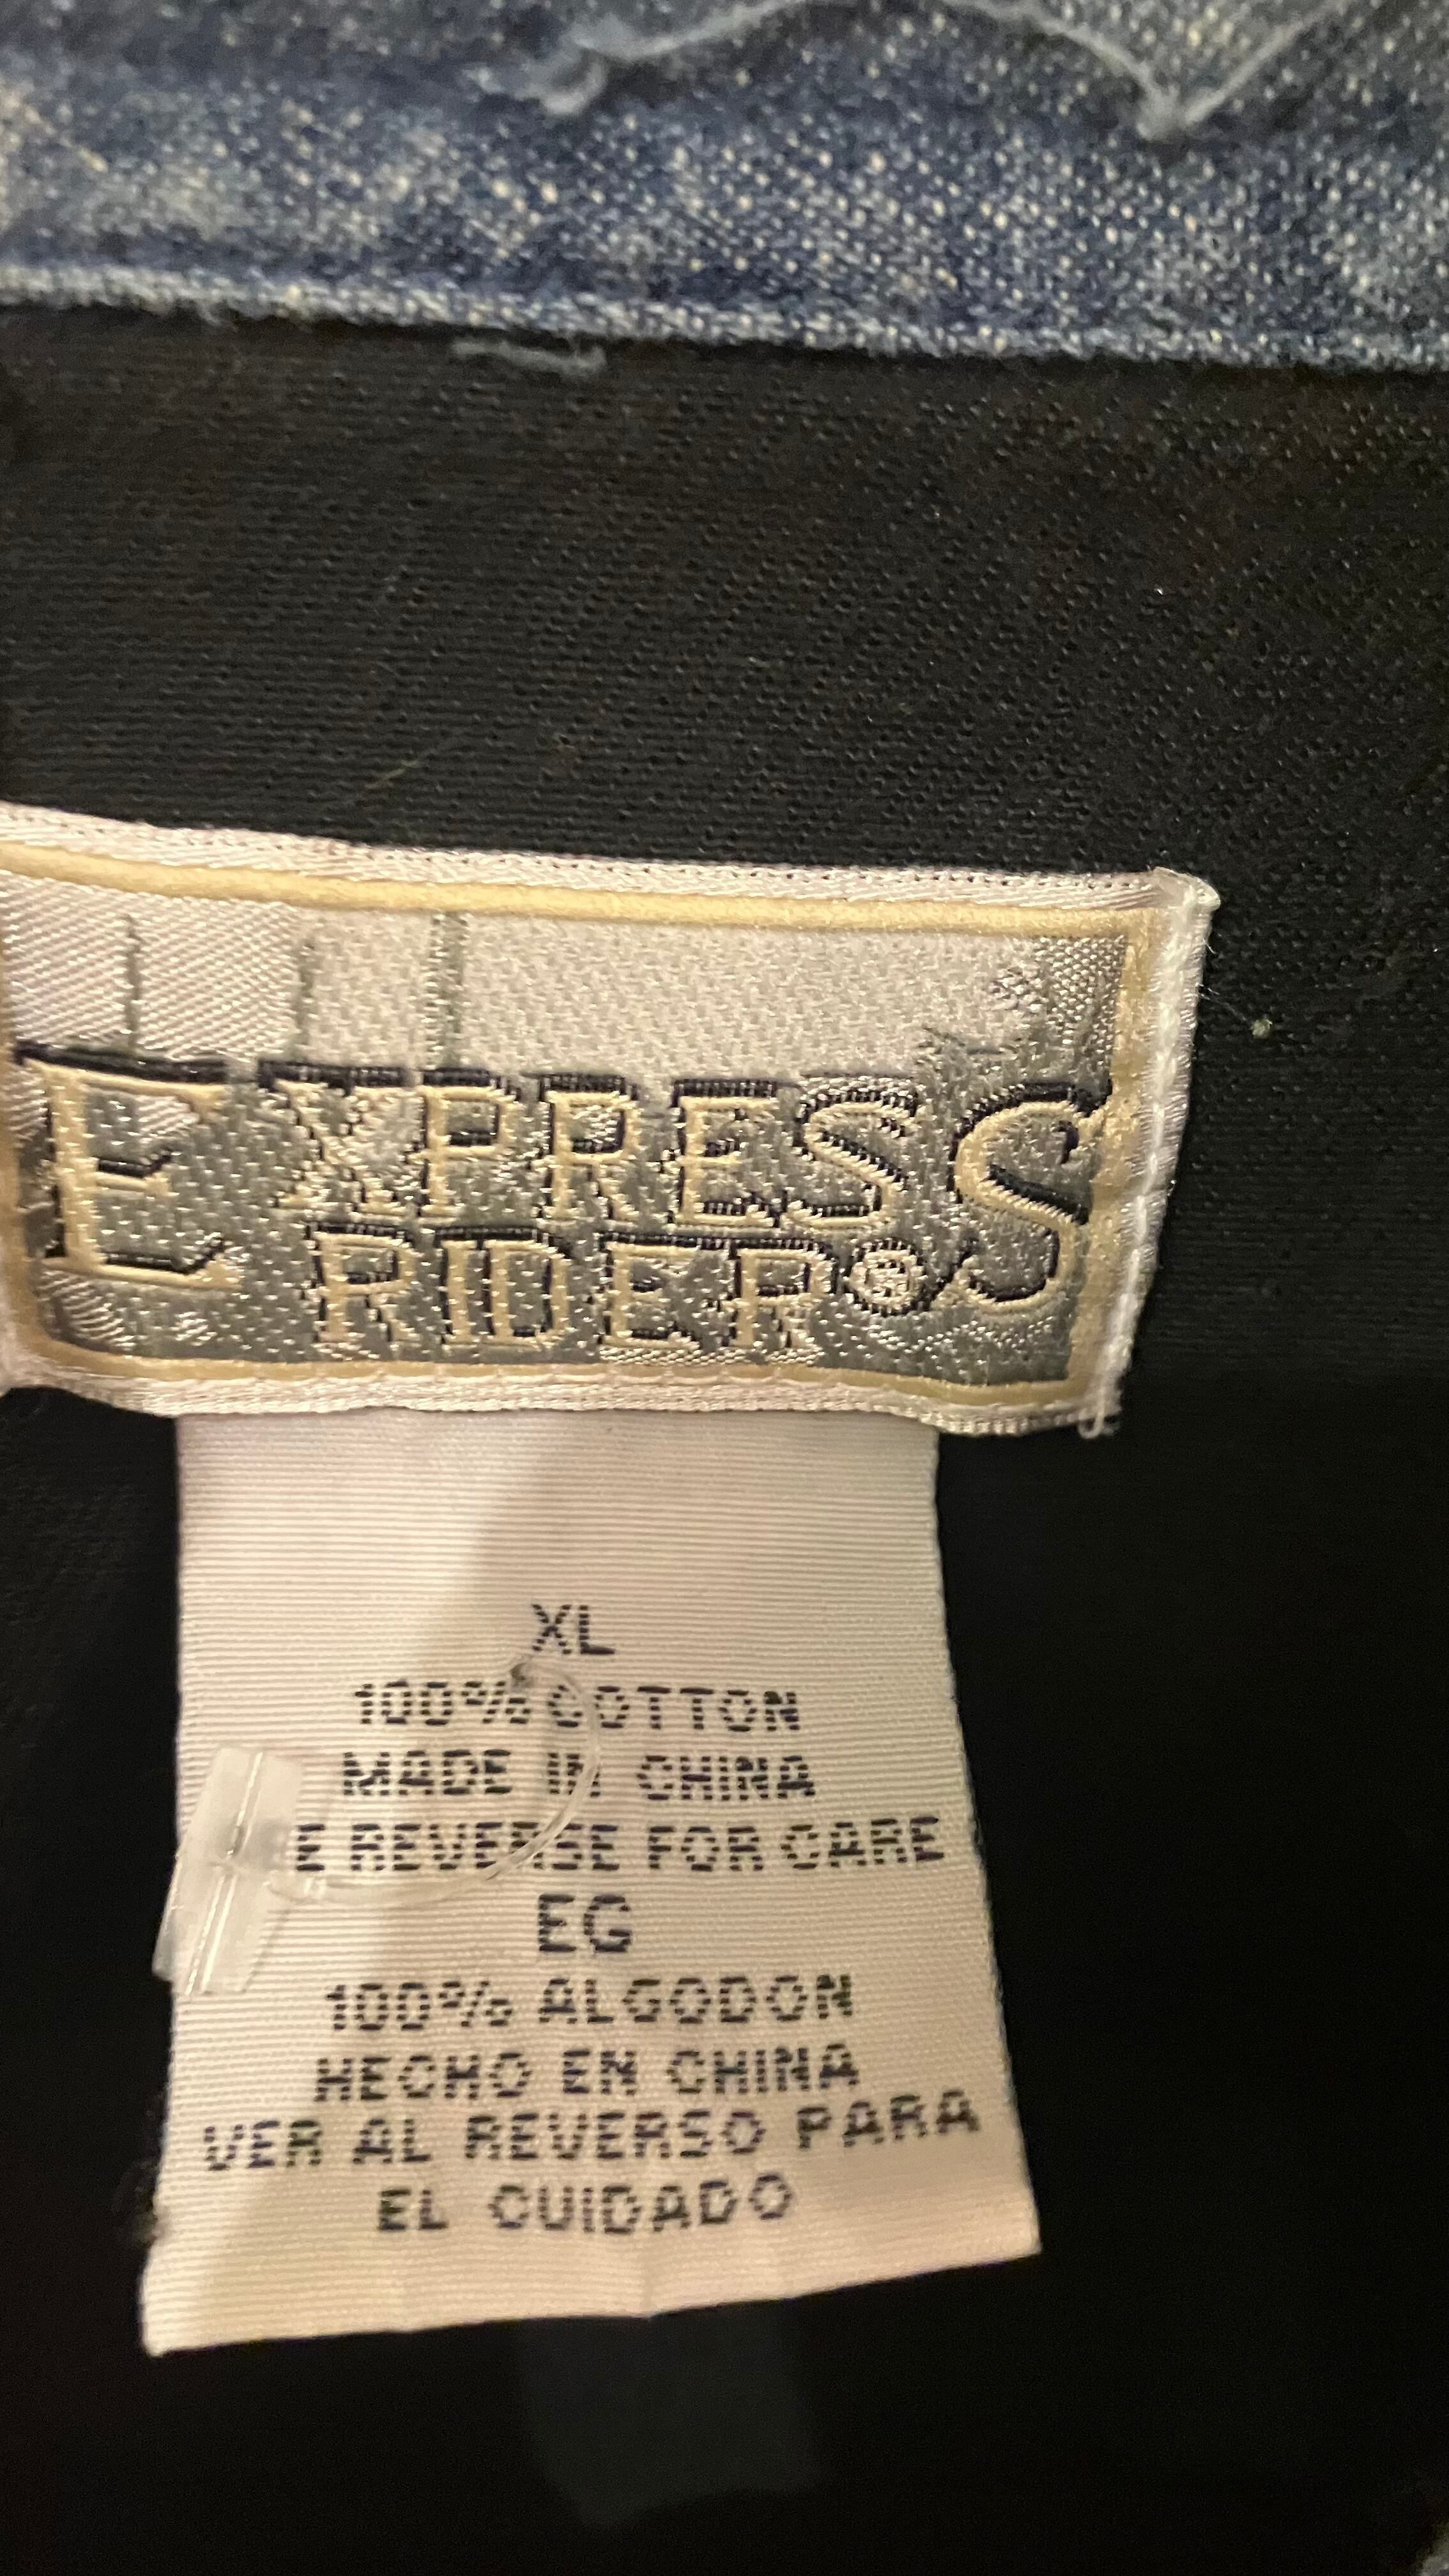 EXPRESS
RIDER®
XL
100% COTTON
MADE IN CHINA
E REVERSE FOR CARE
EG
100% ALGODON
HECHO EN CHINA
VER AL REVERSO PARA
EL CUIDADO